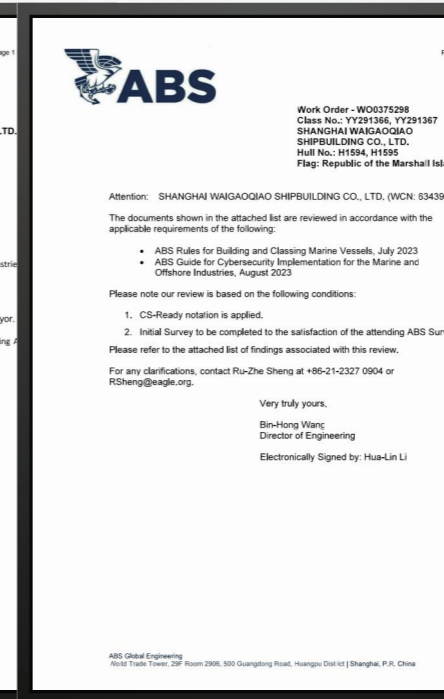 age 1
ABS
Work Order - WO0375298
Class No.: YY291366, YY291367
SHANGHAI WAIGAOQIAO
SHIPBUILDING CO., LTD.
Hull No.: H1594, H1595
Flag: Republic of the Marshall Isla
LTD.
Attention: SHANGHAI WAIGAOQIAO SHIPBUILDING CO., LTD. (WCN: 63439
The documents shown in the attached list are reviewed in accordance with the
applicable requirements of the following:
• ABS Rules for Building and Classing Marine Vessels, July 2023
• ABS Guide for Cybersecurity Implementation for the Marine and
Offshore Industries, August 2023
strie
Please note our review is based on the following conditions:
1. CS-Ready notation is applied.
yor.
2. Initial Survey to be completed to the satisfaction of the attending ABS Surv
ing A
Please refer to the attached list of findings associated with this review.
For any clarifications, contact Ru-Zhe Sheng at +86-21-2327 0904 or
RSheng@eagle.org.
Very truly yours,
Bin-Hong Wang
Director of Engineering
Electronically Signed by: Hua-Lin Li
ABS Global Engineering
World Trade Tower, 29F Room 2906, 500 Guangdong Road, Huangpu District | Shanghai, P.R. China